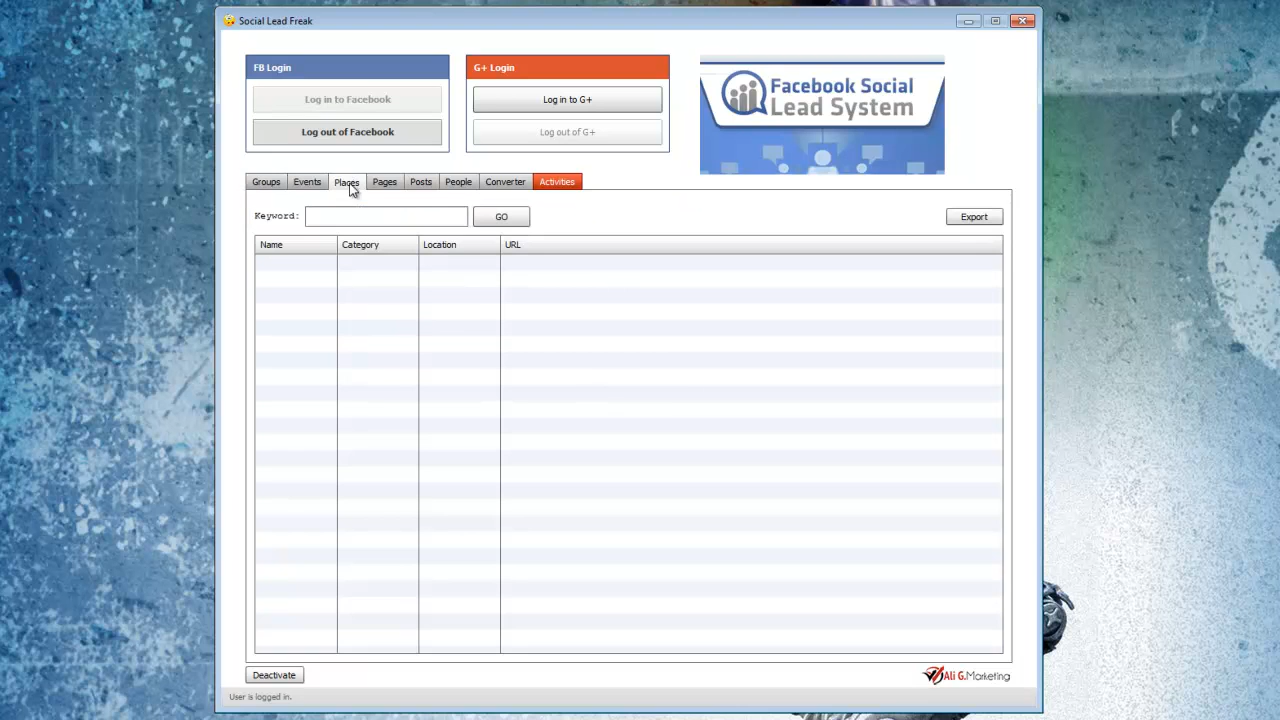 Social Lead Freak
FB Login
Log in to Facebook
Log out of Facebook
G+ Login
Log in to G+
Log out of G+
Facebook Social
Lead System
Groups Events Places Pages Posts People Converter Activities
Keyword: GO Export
Name Category Location URL
Deactivate
Ali G.Marketing
User is logged in.